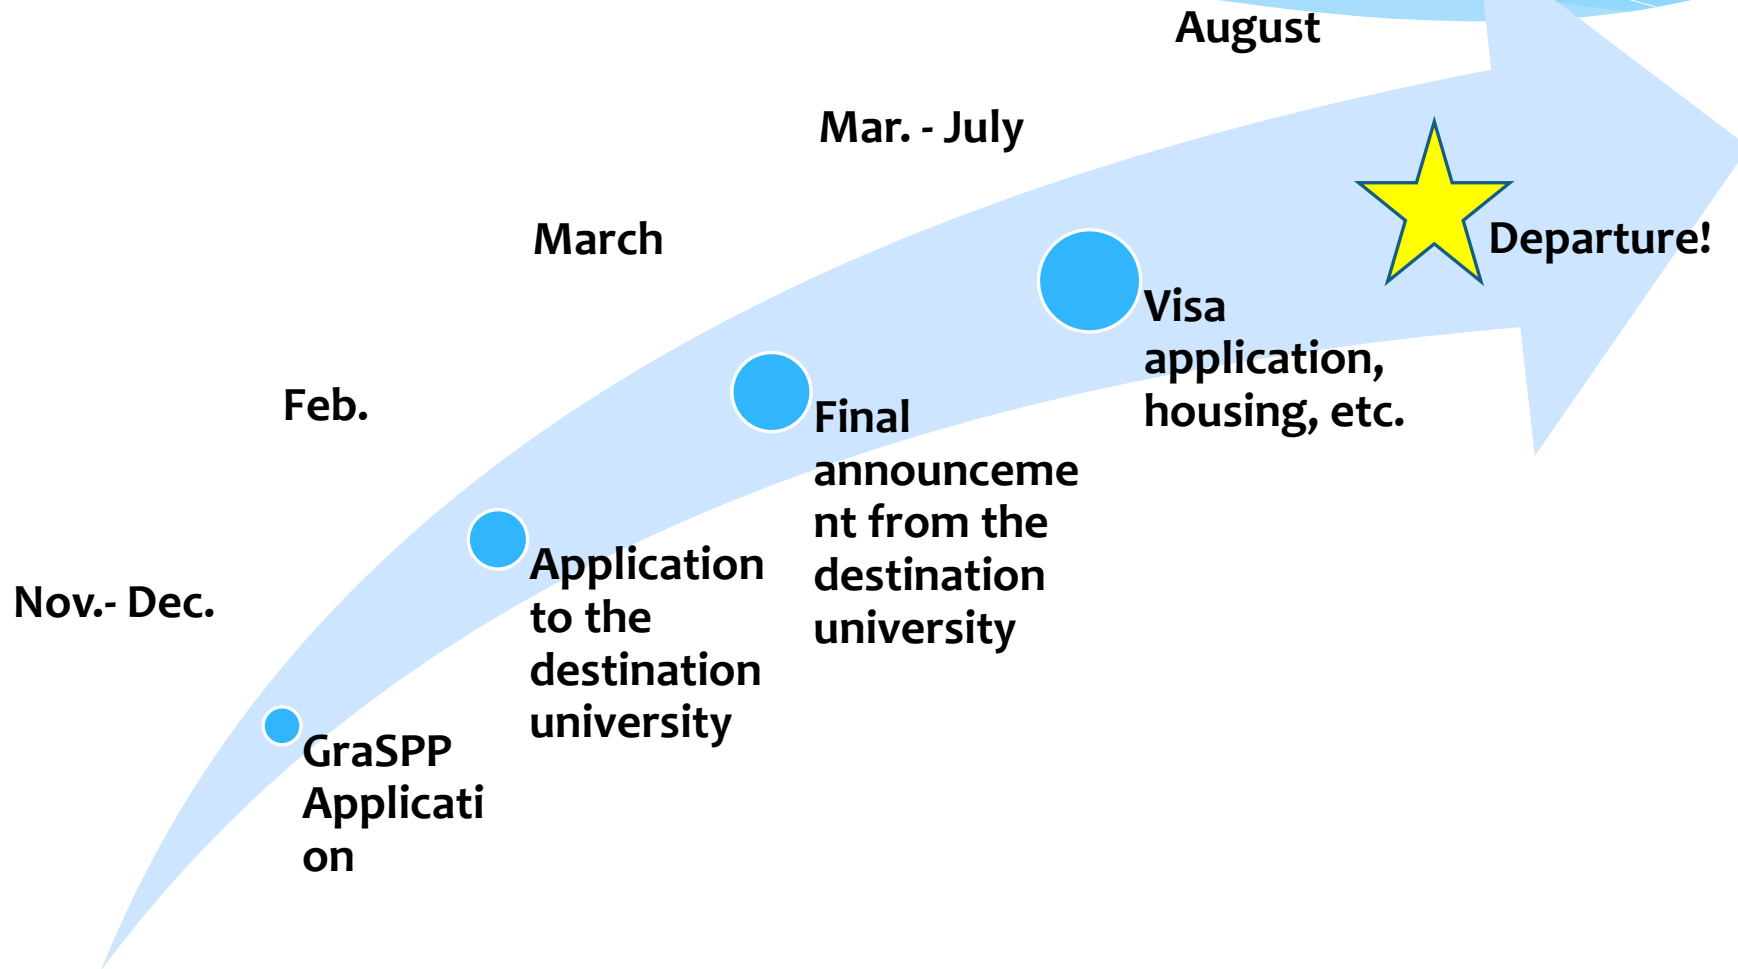 Nov.- Dec.
GraSPP
Applicati
on
Feb.
Application
to the
destination
university
March
Final
announceme
nt from the
destination
university
Mar. - July
Visa
application,
housing, etc.
August
Departure!